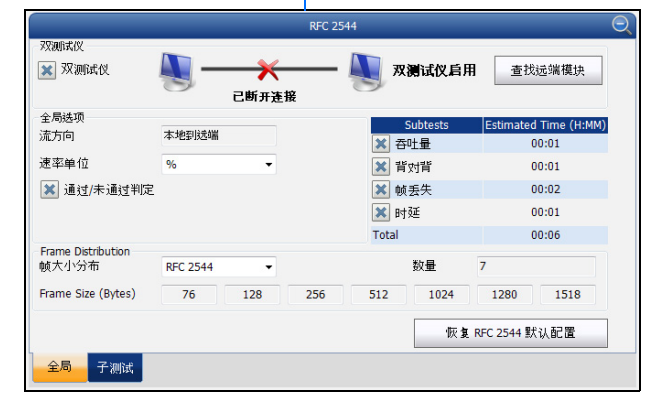 RFC 2544
双测试仪
双测试仪
已断开连接
双测试仪启用
查找远端模块
全局选项
流方向
本地到远端
速率单位
%
通过/未通过判定
Subtests
Estimated Time (H:MM)
吞吐量
00:01
背对背
00:01
帧丢失
00:02
时延
00:01
Total
00:06
Frame Distribution
帧大小分布
RFC 2544
数量
7
Frame Size (Bytes)
76
128
256
512
1024
1280
1518
恢复 RFC 2544 默认配置
全局
子测试